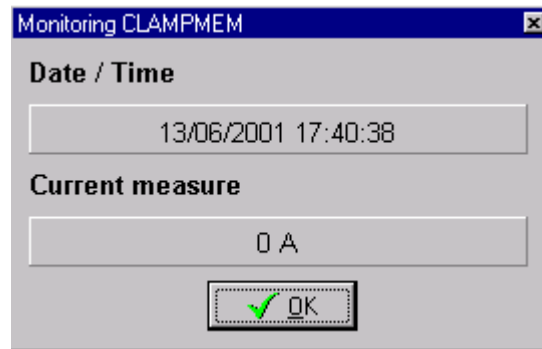 Monitoring CLAMPMEM
Date / Time
13/06/2001 17:40:38
Current measure
0 A
OK